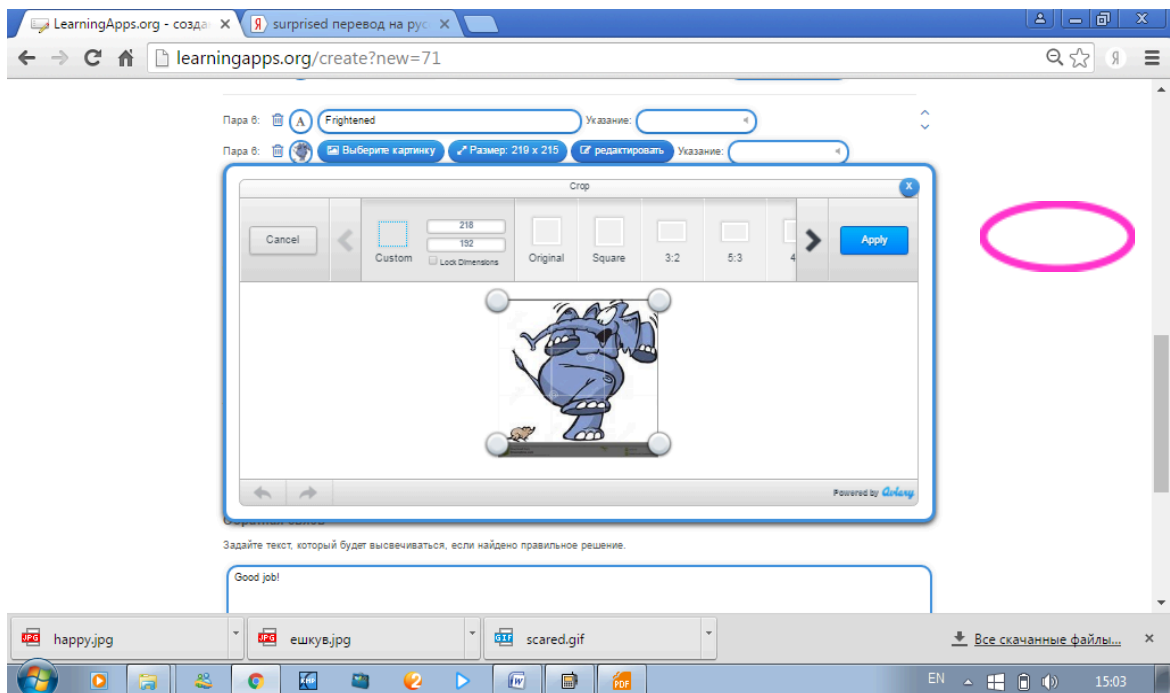 LearningApps.org - созда
surprised перевод на рус
learningapps.org/create?new=71
Пара 6: A Frightened Указание:
Пара 6: Выберите картинку Размер: 219 x 215 редактировать Указание:
Crop
Cancel
218
192
Custom Lock Dimensions Original Square 3:2 5:3 4
Apply
Powered by Aviary
Обратная связь
Задайте текст, который будет высвечиваться, если найдено правильное решение.
Good job!
happy.jpg ешкув.jpg scared.gif Все скачанные файлы...
EN 15:03